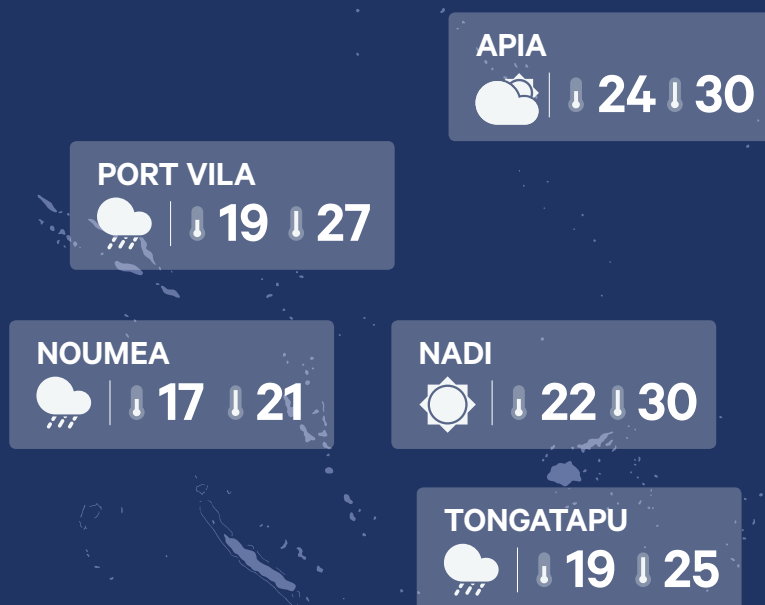 APIA
24 30
PORT VILA
19 27
NOUMEA
17 21
NADI
22 30
TONGATAPU
19 25